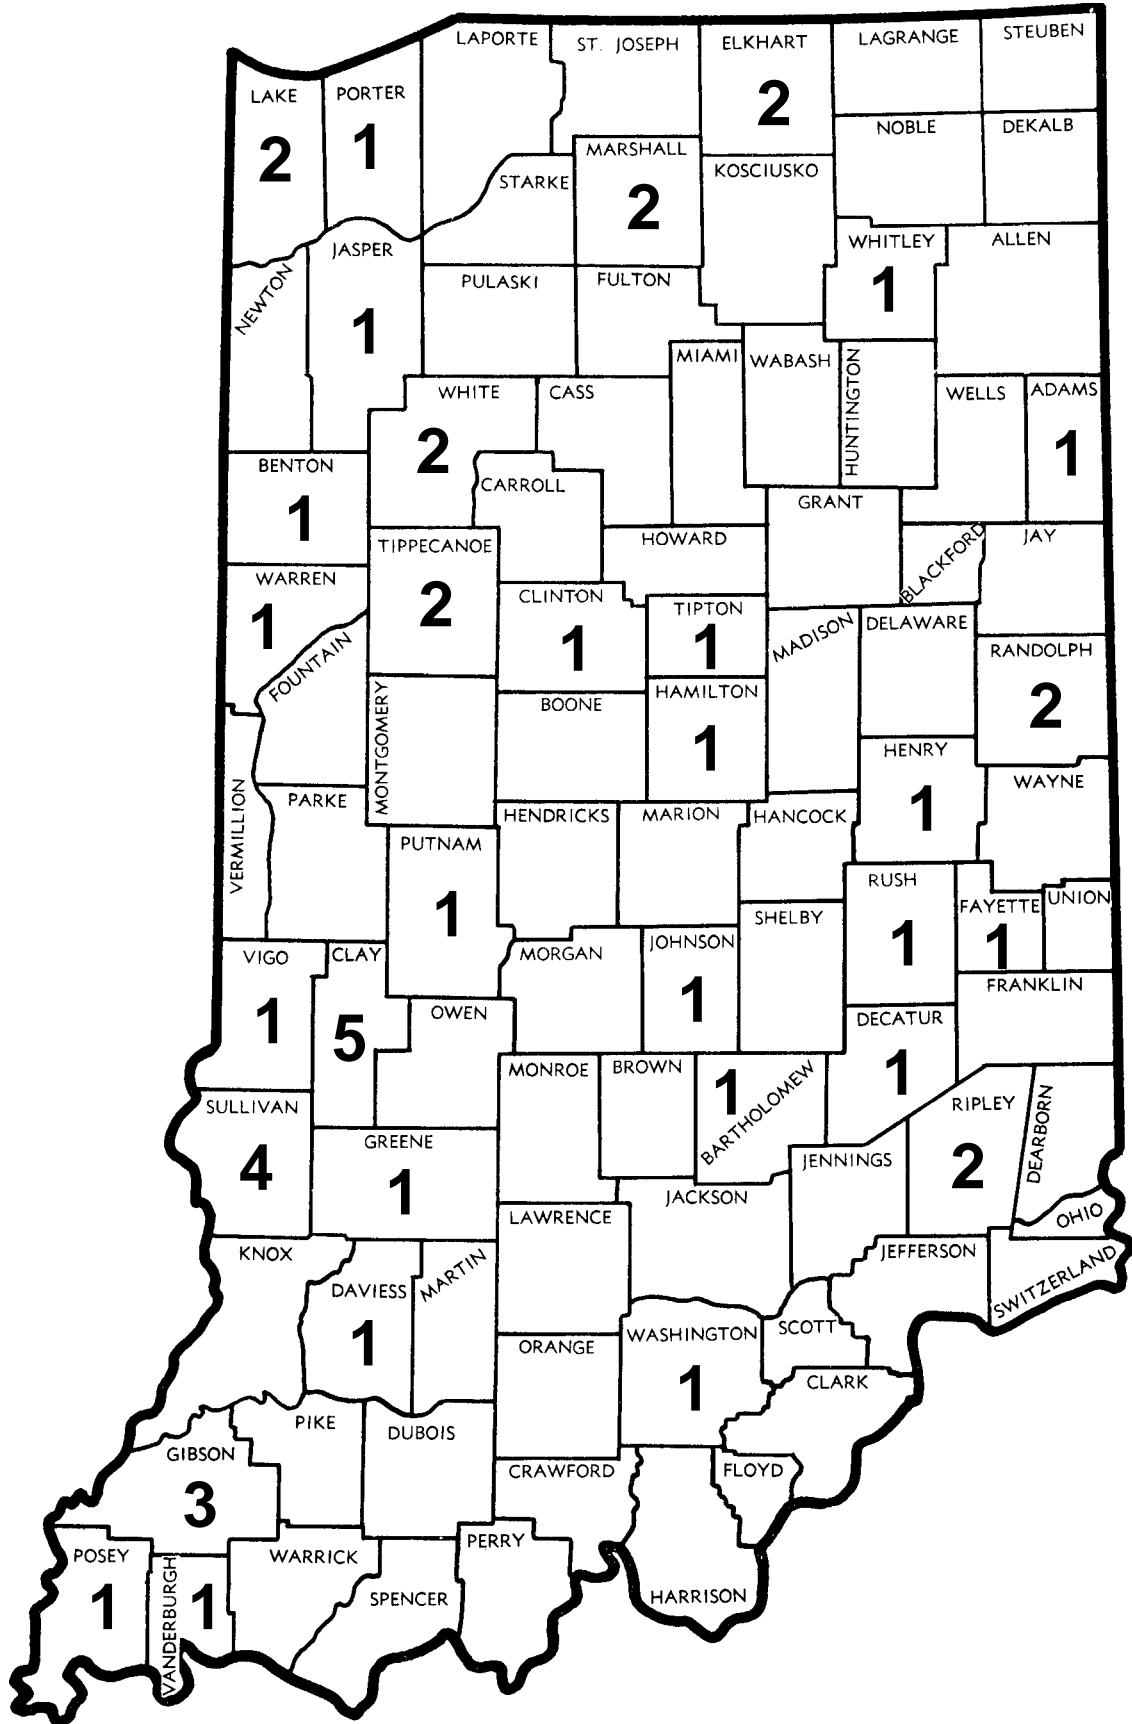 LAPORTE
ST. JOSEPH
ELKHART
2
LAGRANGE
STEUBEN
LAKE
2
PORTER
1
NOBLE
DEKALB
MARSHALL
2
KOSCIUSKO
STARKE
WHITLEY
1
ALLEN
JASPER
1
NEWTON
PULASKI
FULTON
MIAMI
WABASH
HUNTINGTON
WHITE
2
CASS
WELLS
ADAMS
1
BENTON
1
CARROLL
GRANT
HOWARD
BLACKFORD
JAY
TIPPECANOE
2
WARREN
1
CLINTON
1
TIPTON
1
MADISON
DELAWARE
RANDOLPH
2
FOUNTAIN
MONTGOMERY
BOONE
HAMILTON
1
HENRY
1
WAYNE
VERMILLION
PARKE
HENDRICKS
MARION
HANCOCK
PUTNAM
1
RUSH
1
FAYETTE
1
UNION
SHELBY
VIGO
1
CLAY
5
MORGAN
JOHNSON
1
FRANKLIN
OWEN
DECATUR
1
MONROE
BROWN
1
BARTHOLOMEW
SULLIVAN
4
GREENE
1
RIPLEY
2
DEARBORN
JENNINGS
JACKSON
LAWRENCE
OHIO
KNOX
DAVIESS
1
MARTIN
JEFFERSON
SWITZERLAND
ORANGE
WASHINGTON
1
SCOTT
CLARK
PIKE
DUBOIS
GIBSON
3
CRAWFORD
FLOYD
PERRY
POSEY
1
VANDERBURGH
1
WARRICK
SPENCER
HARRISON